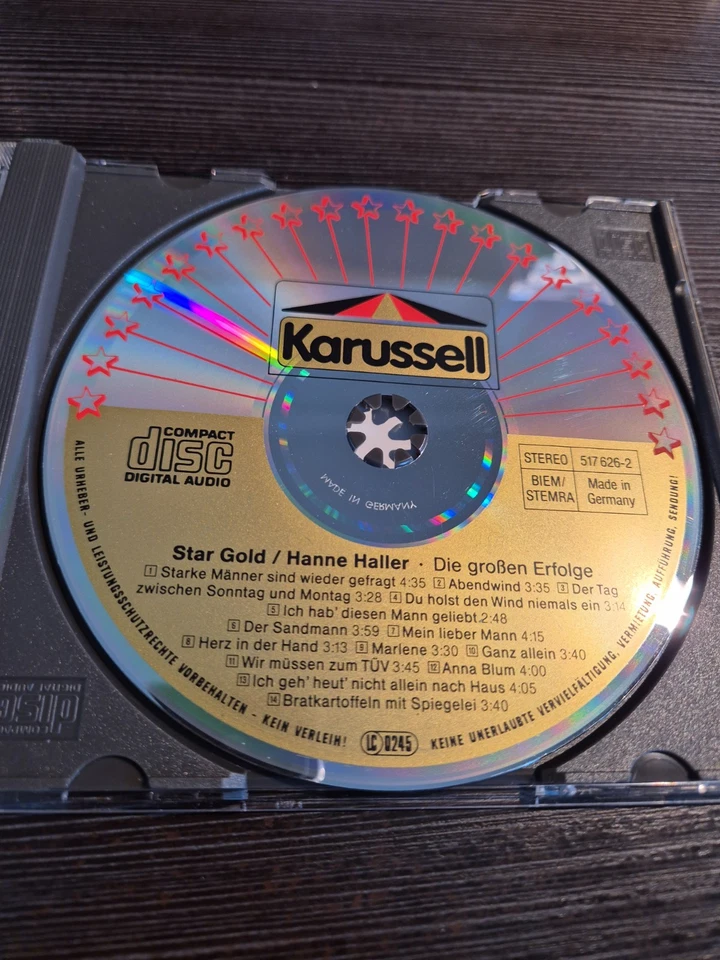 Karussell
COMPACT
disc
DIGITAL AUDIO
STEREO 517 626-2
BIEM/
STEMRA
Made in
Germany
MADE IN GERMANY
Star Gold / Hanne Haller · Die großen Erfolge
1 Starke Männer sind wieder gefragt 4:35 2 Abendwind 3:35 3 Der Tag
zwischen Sonntag und Montag 3:28 4 Du holst den Wind niemals ein 3:14
5 Ich hab' diesen Mann geliebt 2:48
6 Der Sandmann 3:59 7 Mein lieber Mann 4:15
8 Herz in der Hand 3:13 9 Marlene 3:30 10 Ganz allein 3:40
11 Wir müssen zum TÜV 3:45 12 Anna Blum 4:00
13 Ich geh' heut' nicht allein nach Haus 4:05
14 Bratkartoffeln mit Spiegelei 3:40
ALLE URHEBER- UND LEISTUNGSSCHUTZRECHTE VORBEHALTEN - KEIN VERLEIH! LC 0245 KEINE UNERLAUBTE VERVIELFÄLTIGUNG, VERMIETUNG, AUFFÜHRUNG, SENDUNG!
COMPACT
disc
DIGITAL AUDIO